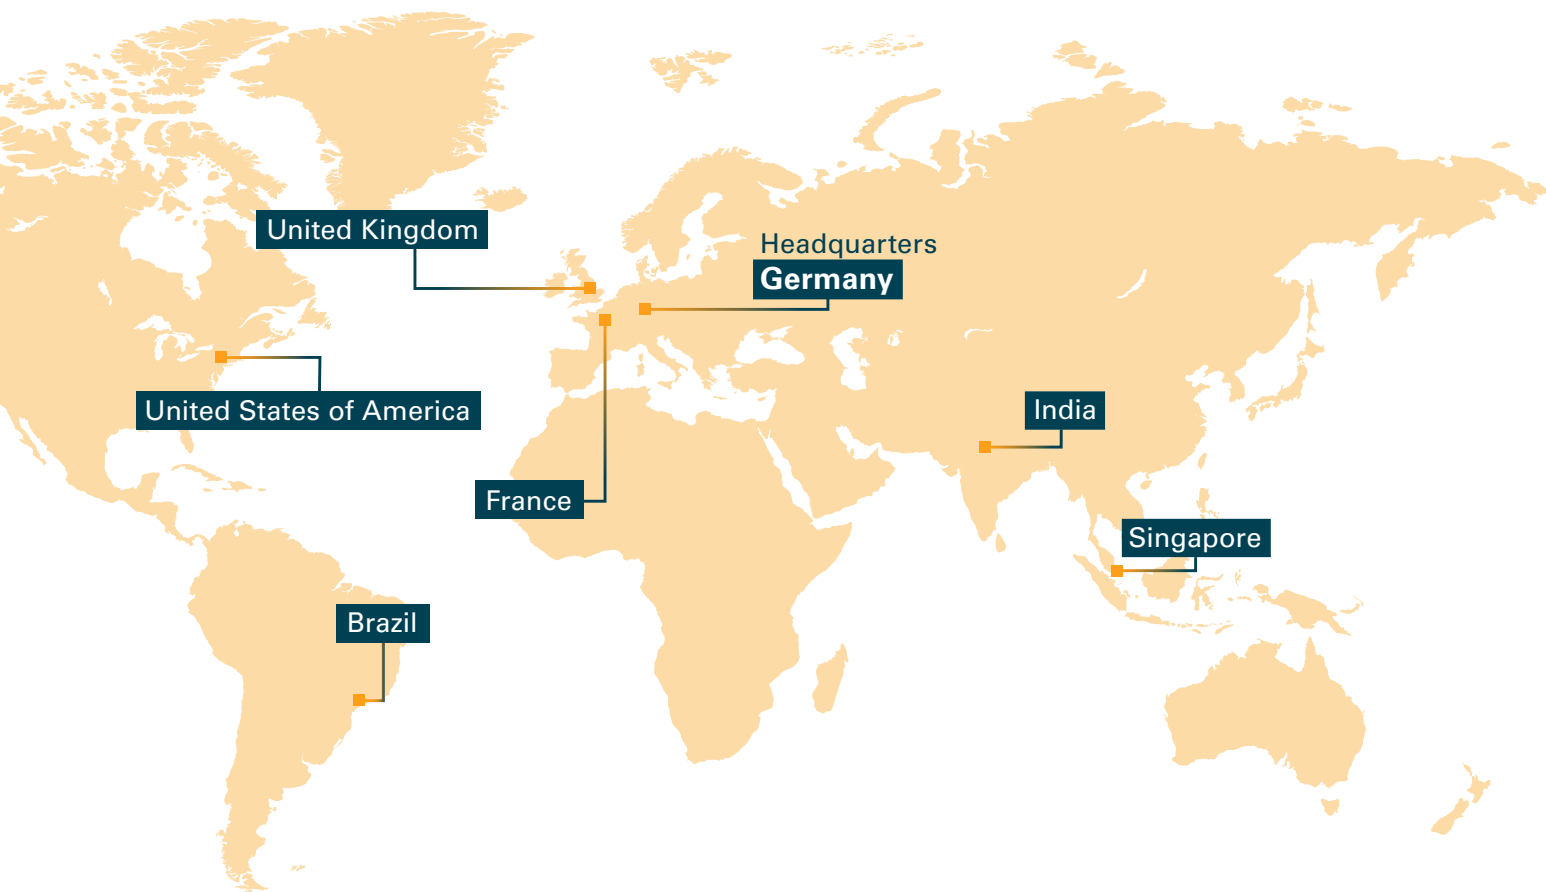 United Kingdom
Headquarters
Germany
United States of America
India
France
Singapore
Brazil